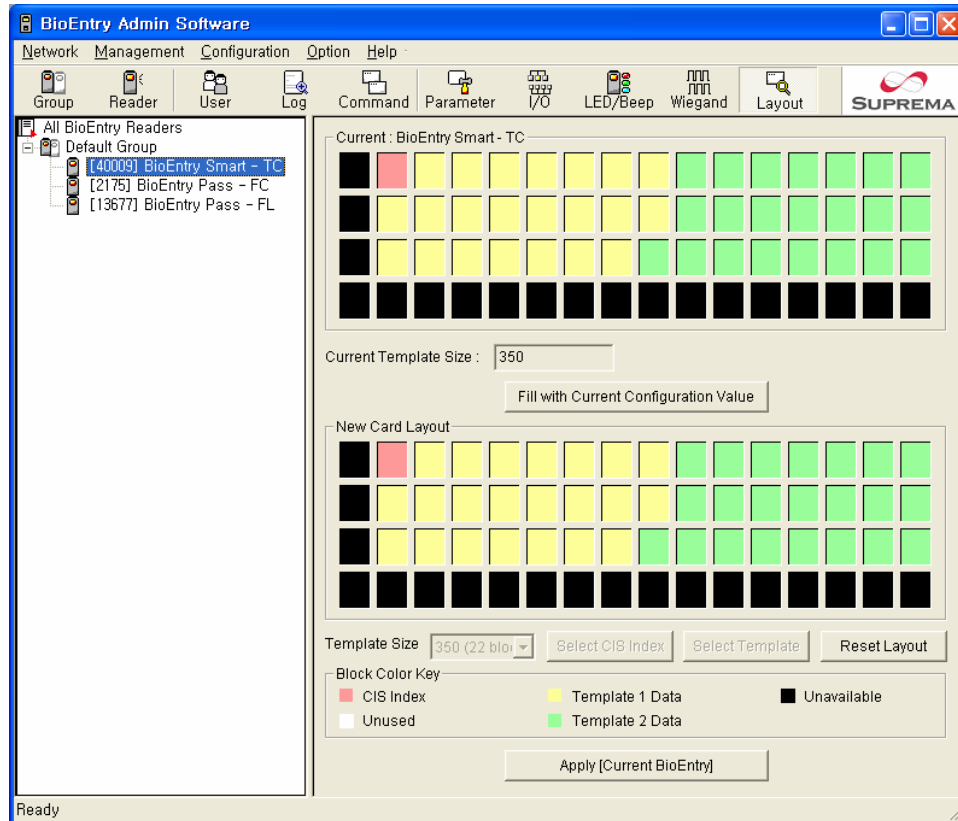 BioEntry Admin Software
Network Management Configuration Option Help
Group Reader User Log Command Parameter I/O LED/Beep Wiegand Layout SUPREMA
All BioEntry Readers
Default Group
[40009] BioEntry Smart - TC
[2175] BioEntry Pass - FC
[13677] BioEntry Pass - FL
Current : BioEntry Smart - TC
Current Template Size : 350
Fill with Current Configuration Value
New Card Layout
Template Size 350 (22 blo Select CIS Index Select Template Reset Layout
Block Color Key
CIS Index Template 1 Data Unavailable
Unused Template 2 Data
Apply [Current BioEntry]
Ready